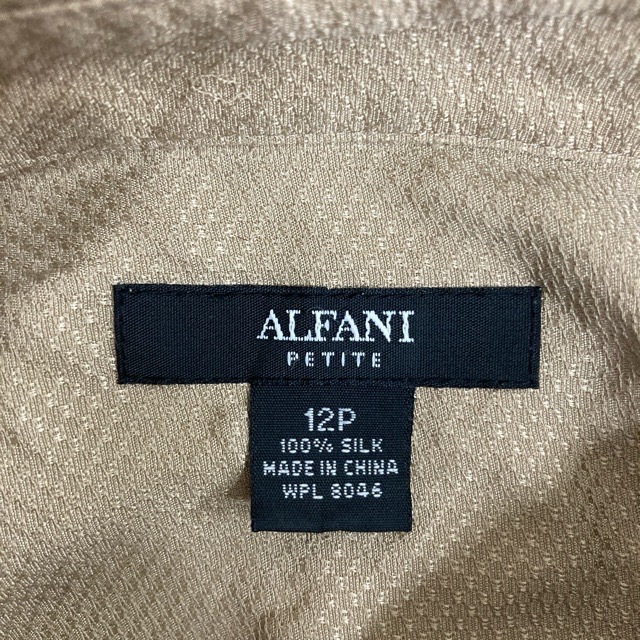 ALFANI
PETITE
12P
100% SILK
MADE IN CHINA
WPL 8046